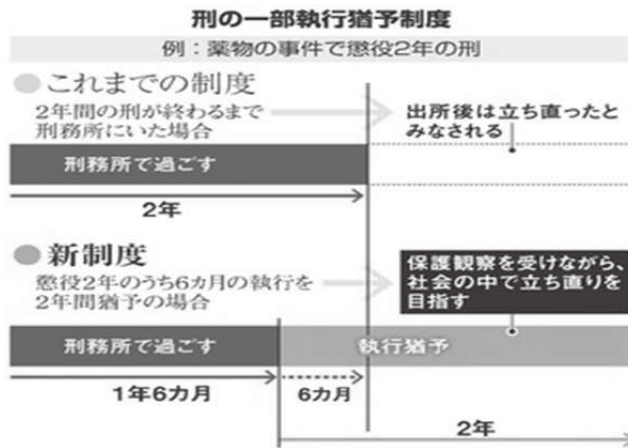 刑の一部執行猶予制度
例：薬物の事件で懲役2年の刑
これまでの制度
2年間の刑が終わるまで
刑務所にいた場合
出所後は立ち直ったと
みなされる
刑務所で過ごす
2年
新制度
懲役2年のうち6カ月の執行を
2年間猶予の場合
保護観察を受けながら、
社会の中で立ち直りを
目指す
刑務所で過ごす
執行猶予
1年6カ月
6カ月
2年